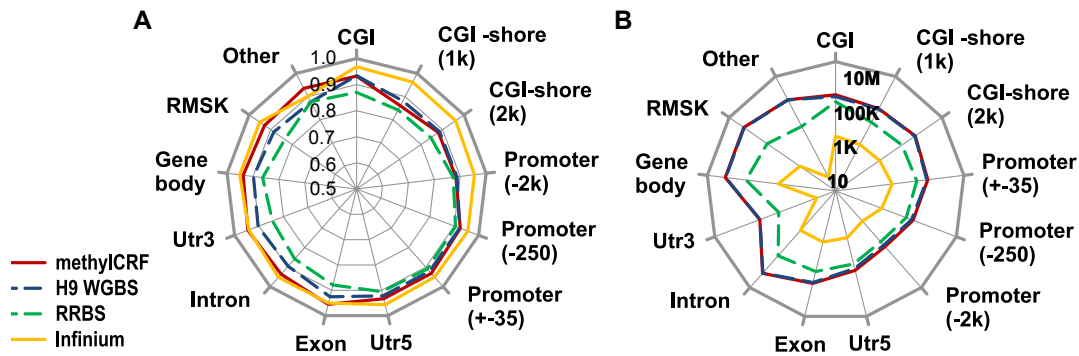 A
CGI
CGI -shore
(1k)
CGI-shore
(2k)
Promoter
(-2k)
Promoter
(-250)
Promoter
(+-35)
Utr5
Exon
Intron
Utr3
Gene
body
RMSK
Other
1.0
0.9
0.8
0.7
0.6
0.5
methylCRF
H9 WGBS
RRBS
Infinium
B
CGI
CGI -shore
(1k)
CGI-shore
(2k)
Promoter
(+-35)
Promoter
(-250)
Promoter
(-2k)
Utr5
Exon
Intron
Utr3
Gene
body
RMSK
Other
10M
100K
1K
10